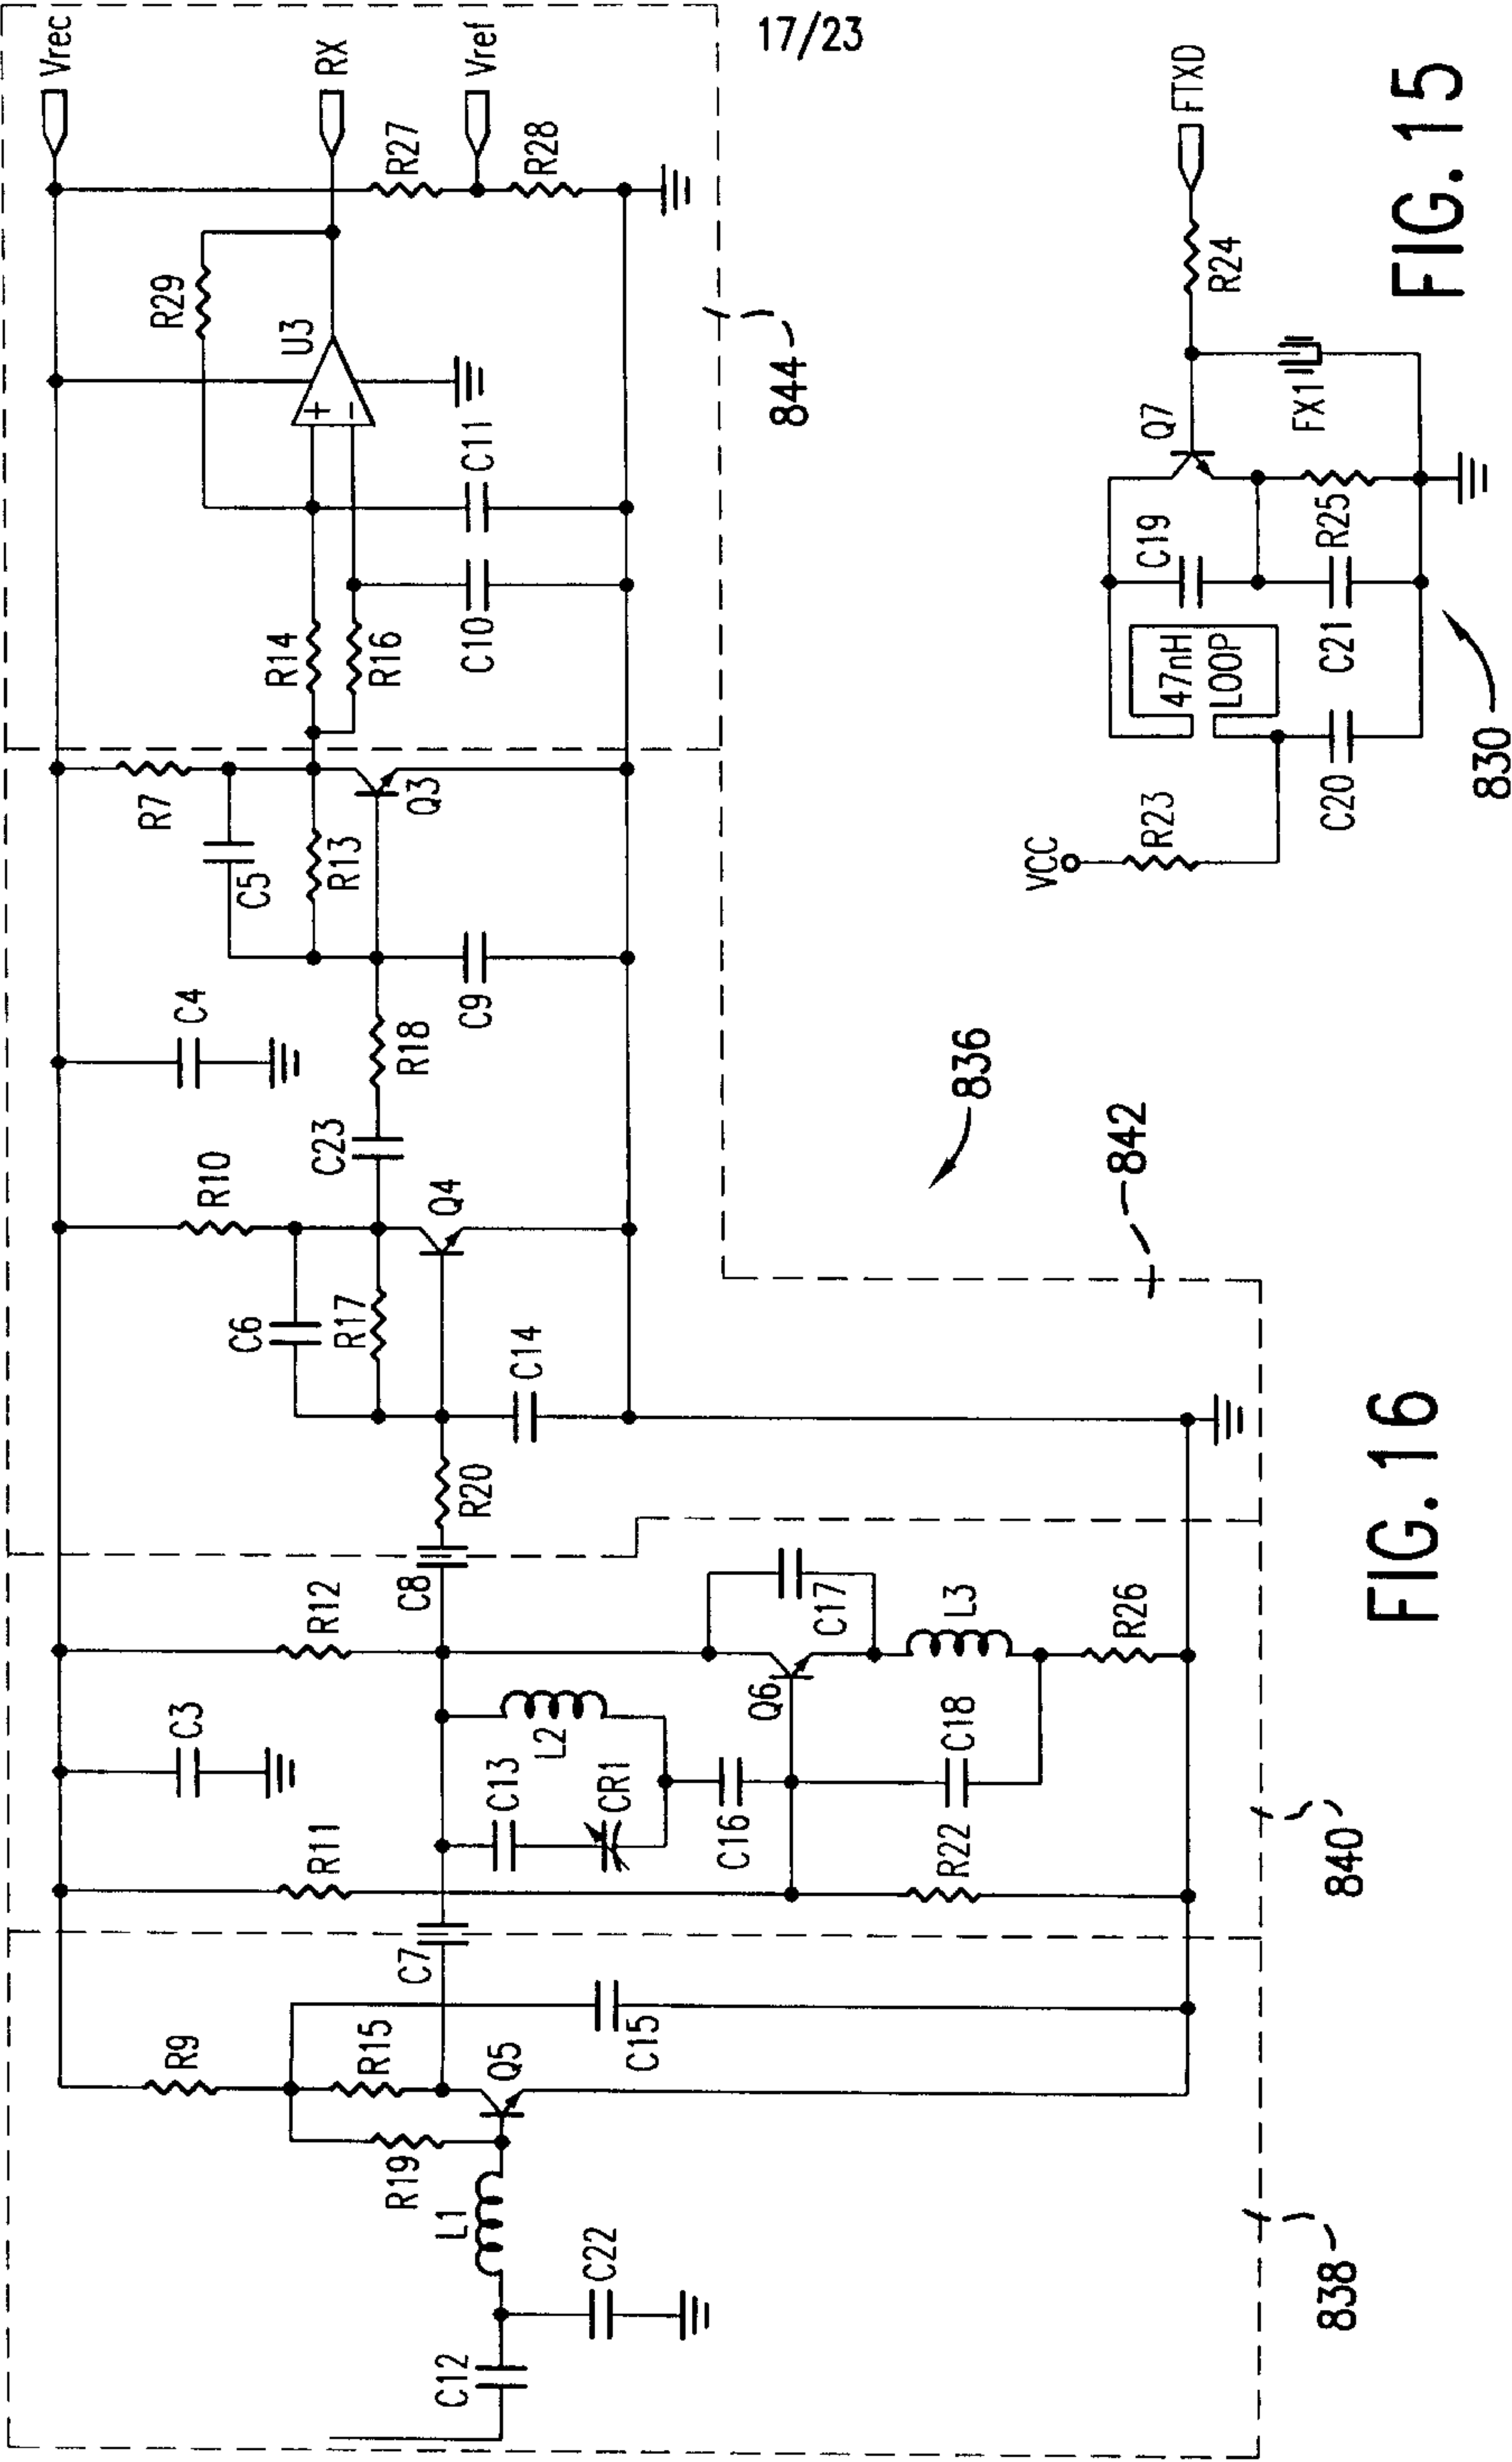 17/23
Vrec
RX
Vref
R27
R28
R29
U3
+
−
C11
C10
R14
R16
844
R7
C5
R13
Q3
C9
C4
R18
C23
R10
Q4
C6
R17
C14
R20
836
842
C8
R12
C17
L3
R26
Q6
L2
C3
C13
CR1
C18
C16
R11
R22
840
C7
R9
R15
C15
Q5
R19
L1
C22
C12
838
FIG. 16
FTXD
R24
Q7
FX1
C19
R25
47nH
LOOP
C21
C20
R23
VCC
830
FIG. 15